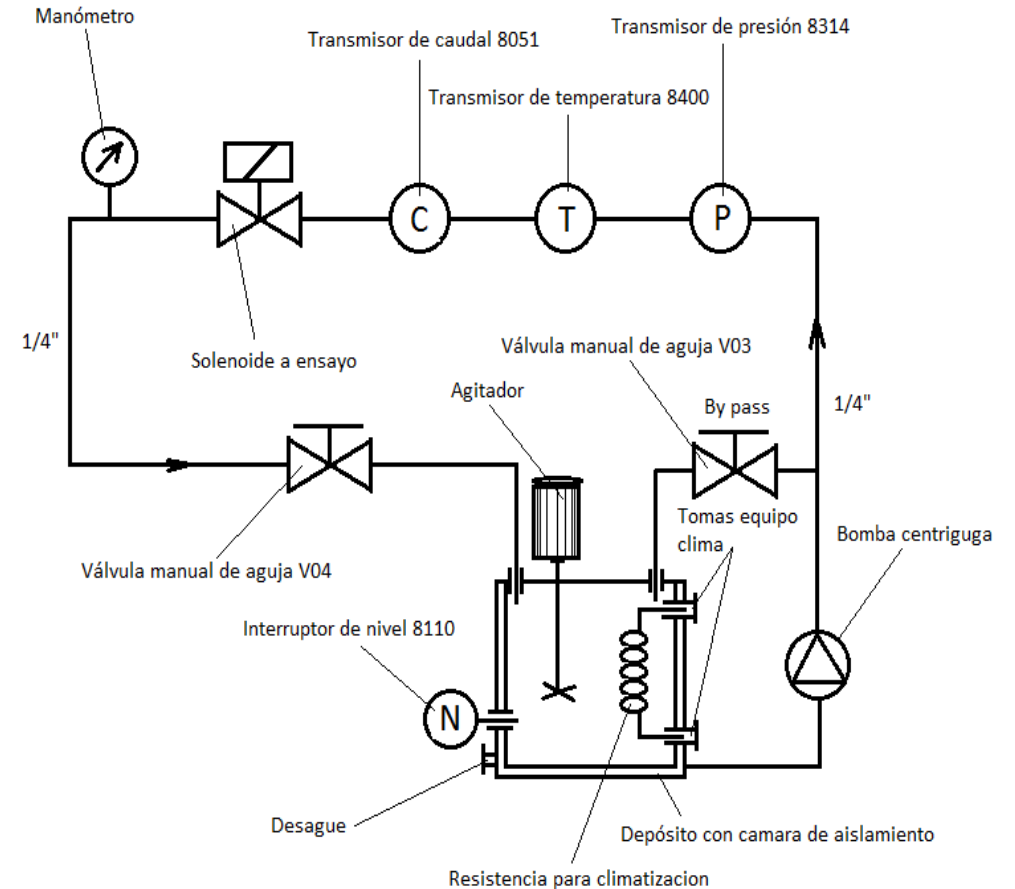 Manómetro
Transmisor de caudal 8051
Transmisor de presión 8314
Transmisor de temperatura 8400
C
T
P
1/4"
Solenoide a ensayo
Válvula manual de aguja V03
Agitador
By pass
1/4"
Tomas equipo
clima
Bomba centriguga
Válvula manual de aguja V04
Interruptor de nivel 8110
N
Desague
Depósito con camara de aislamiento
Resistencia para climatizacion